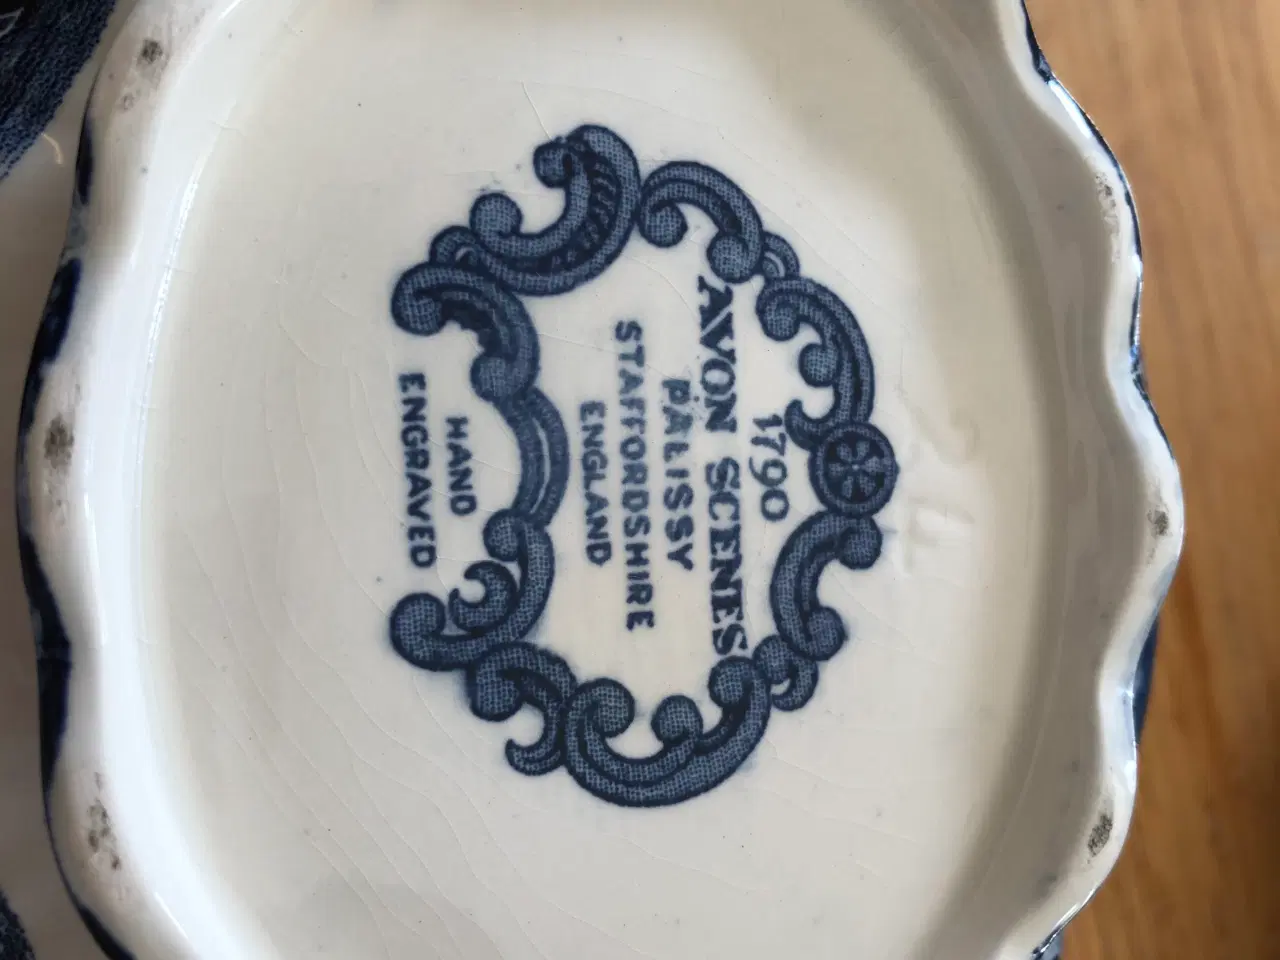 1790
AVON SCENES
PALISSY
STAFFORDSHIRE
ENGLAND
HAND
ENGRAVED